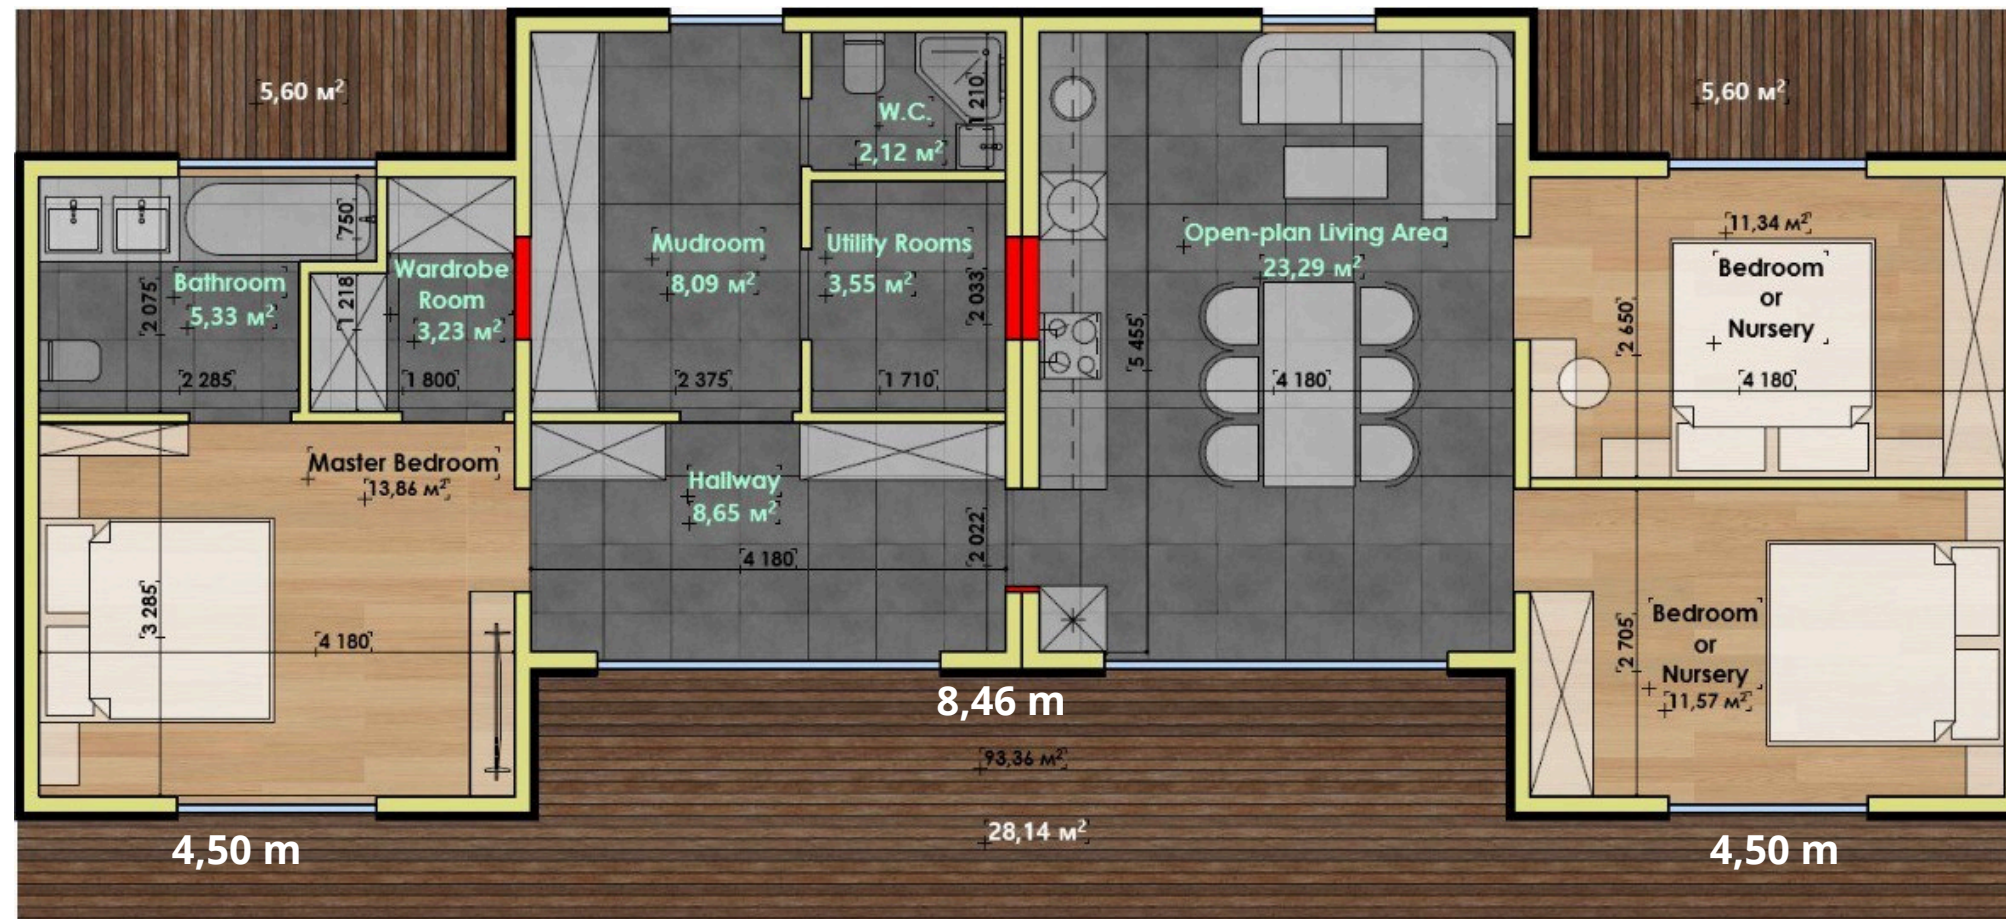 5,60 м²
5,60 м²
1 210
W.C.
2,12 м²
750
Bathroom
5,33 м²
2 075
2 285
1 218
Wardrobe
Room
3,23 м²
1 800
Mudroom
8,09 м²
2 375
Utility Rooms
3,55 м²
2 033
1 710
Open-plan Living Area
23,29 м²
5 455
4 180
11,34 м²
Bedroom
or
Nursery
2 650
4 180
Master Bedroom
13,86 м²
3 285
4 180
Hallway
8,65 м²
4 180
2 022
Bedroom
or
Nursery
11,57 м²
2 705
8,46 m
93,36 м²
28,14 м²
4,50 m
4,50 m